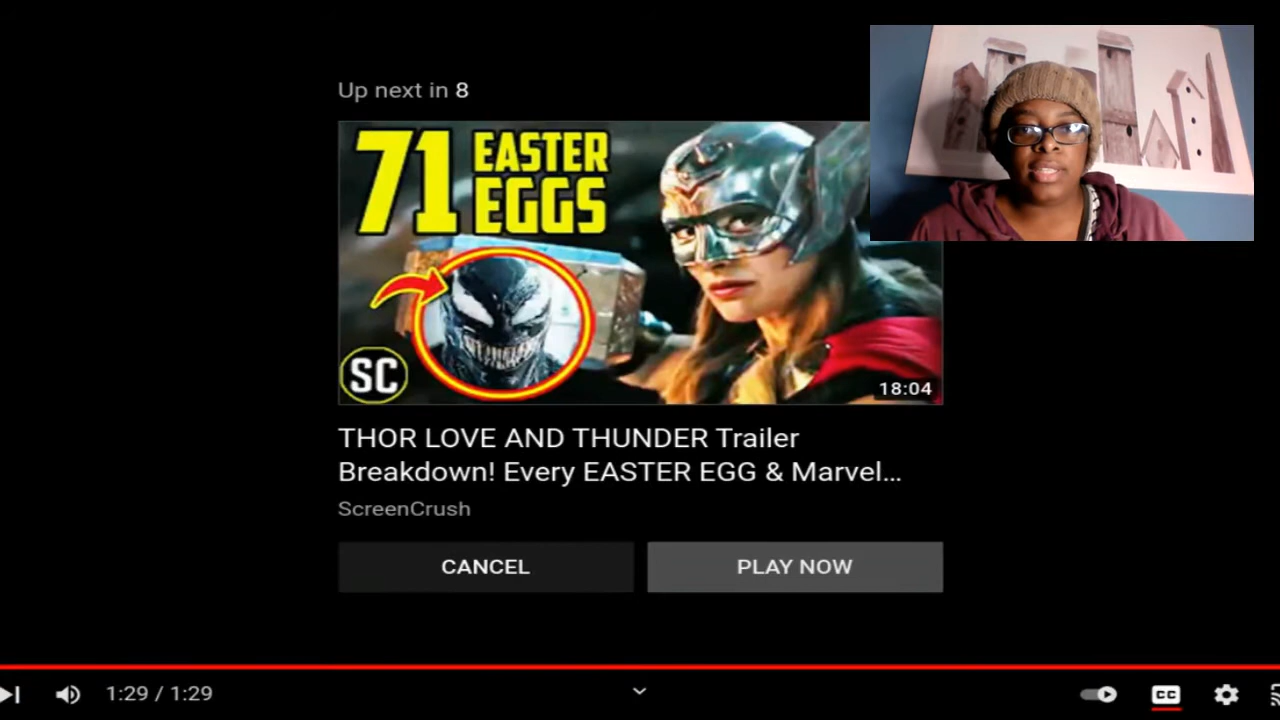 Up next in 8
71 EASTER
EGGS
SC
18:04
THOR LOVE AND THUNDER Trailer
Breakdown! Every EASTER EGG & Marvel...
ScreenCrush
CANCEL
PLAY NOW
1:29 / 1:29
CC